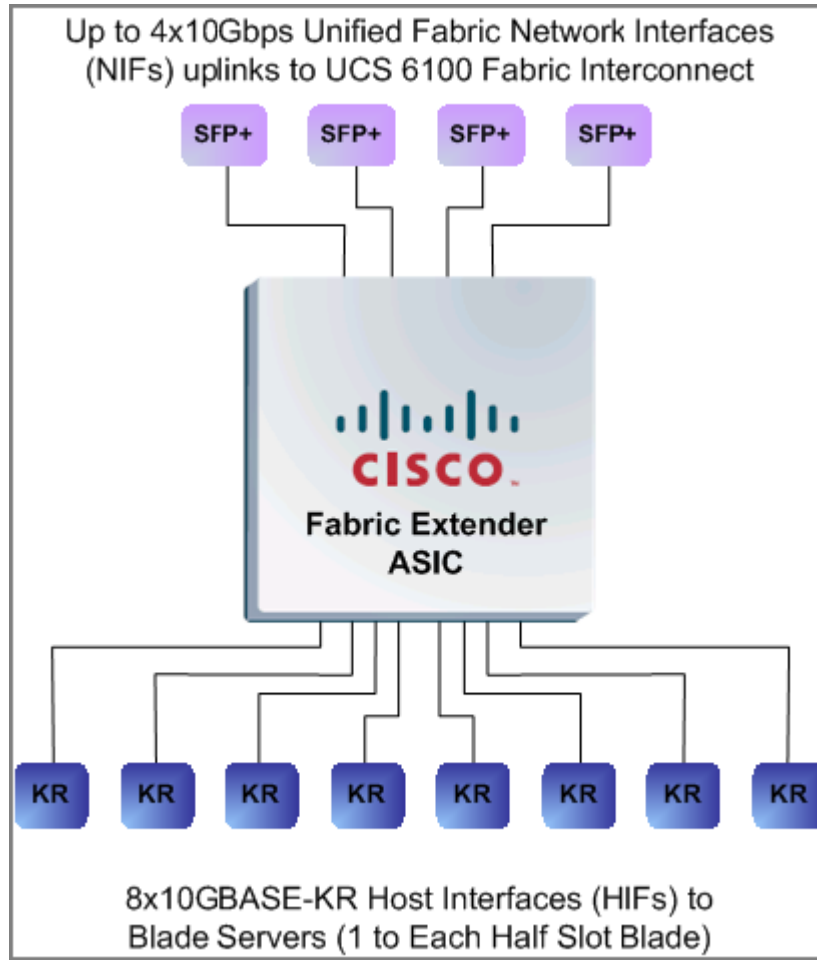 Up to 4x10Gbps Unified Fabric Network Interfaces
(NIFs) uplinks to UCS 6100 Fabric Interconnect
SFP+ SFP+ SFP+ SFP+
CISCO™
Fabric Extender
ASIC
KR KR KR KR KR KR KR KR
8x10GBASE-KR Host Interfaces (HIFs) to
Blade Servers (1 to Each Half Slot Blade)